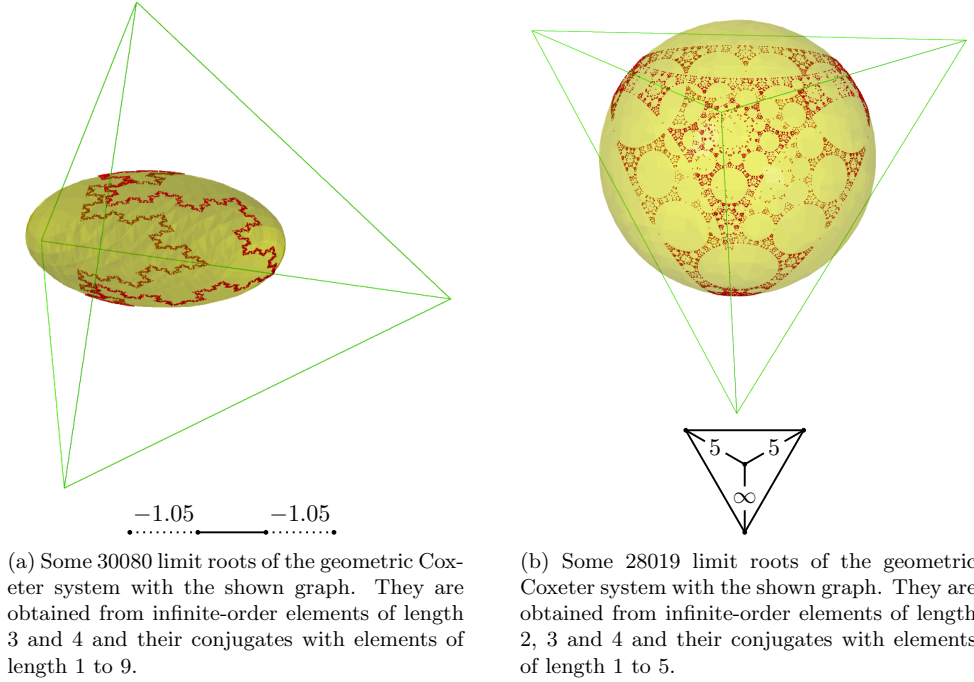 −1.05 −1.05
(a) Some 30080 limit roots of the geometric Cox-
eter system with the shown graph. They are
obtained from infinite-order elements of length
3 and 4 and their conjugates with elements of
length 1 to 9.
5 5
∞
(b) Some 28019 limit roots of the geometric
Coxeter system with the shown graph. They are
obtained from infinite-order elements of length
2, 3 and 4 and their conjugates with elements
of length 1 to 5.